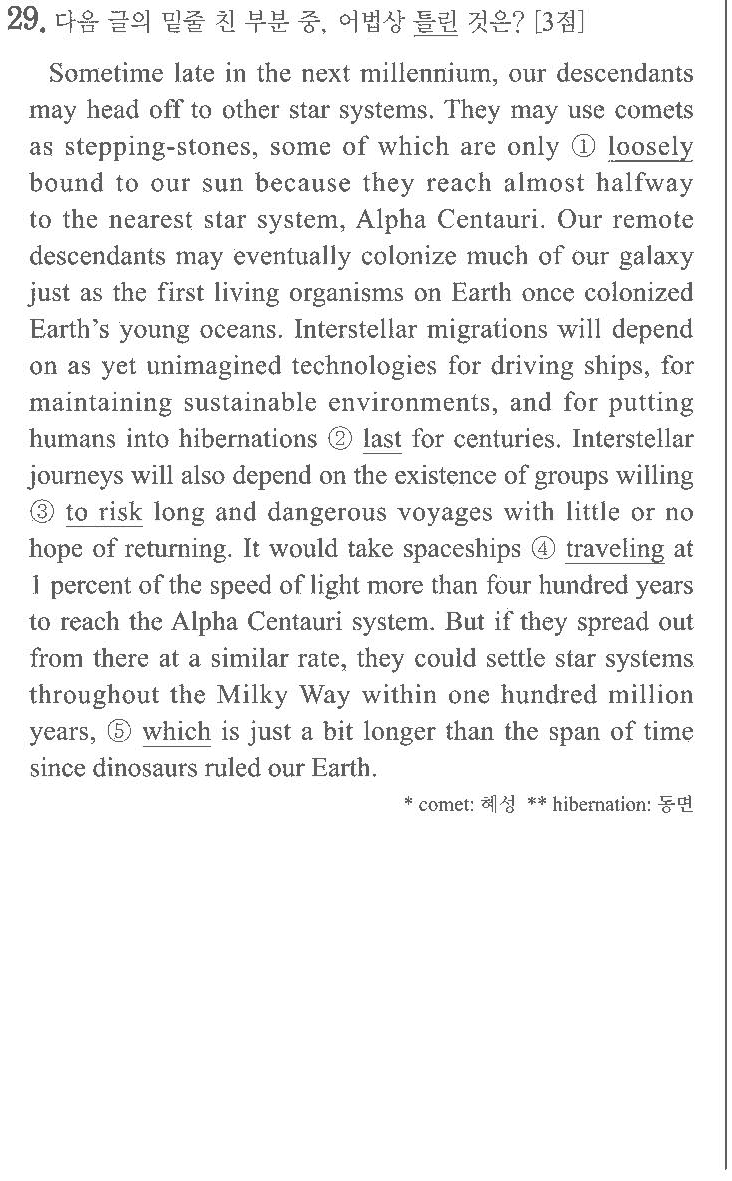 29. 다음 글의 밑줄 친 부분 중, 어법상 틀린 것은? [3점]
Sometime late in the next millennium, our descendants
may head off to other star systems. They may use comets
as stepping-stones, some of which are only ① loosely
bound to our sun because they reach almost halfway
to the nearest star system, Alpha Centauri. Our remote
descendants may eventually colonize much of our galaxy
just as the first living organisms on Earth once colonized
Earth's young oceans. Interstellar migrations will depend
on as yet unimagined technologies for driving ships, for
maintaining sustainable environments, and for putting
humans into hibernations ② last for centuries. Interstellar
journeys will also depend on the existence of groups willing
③ to risk long and dangerous voyages with little or no
hope of returning. It would take spaceships ④ traveling at
1 percent of the speed of light more than four hundred years
to reach the Alpha Centauri system. But if they spread out
from there at a similar rate, they could settle star systems
throughout the Milky Way within one hundred million
years, ⑤ which is just a bit longer than the span of time
since dinosaurs ruled our Earth.
* comet: 혜성 ** hibernation: 동면